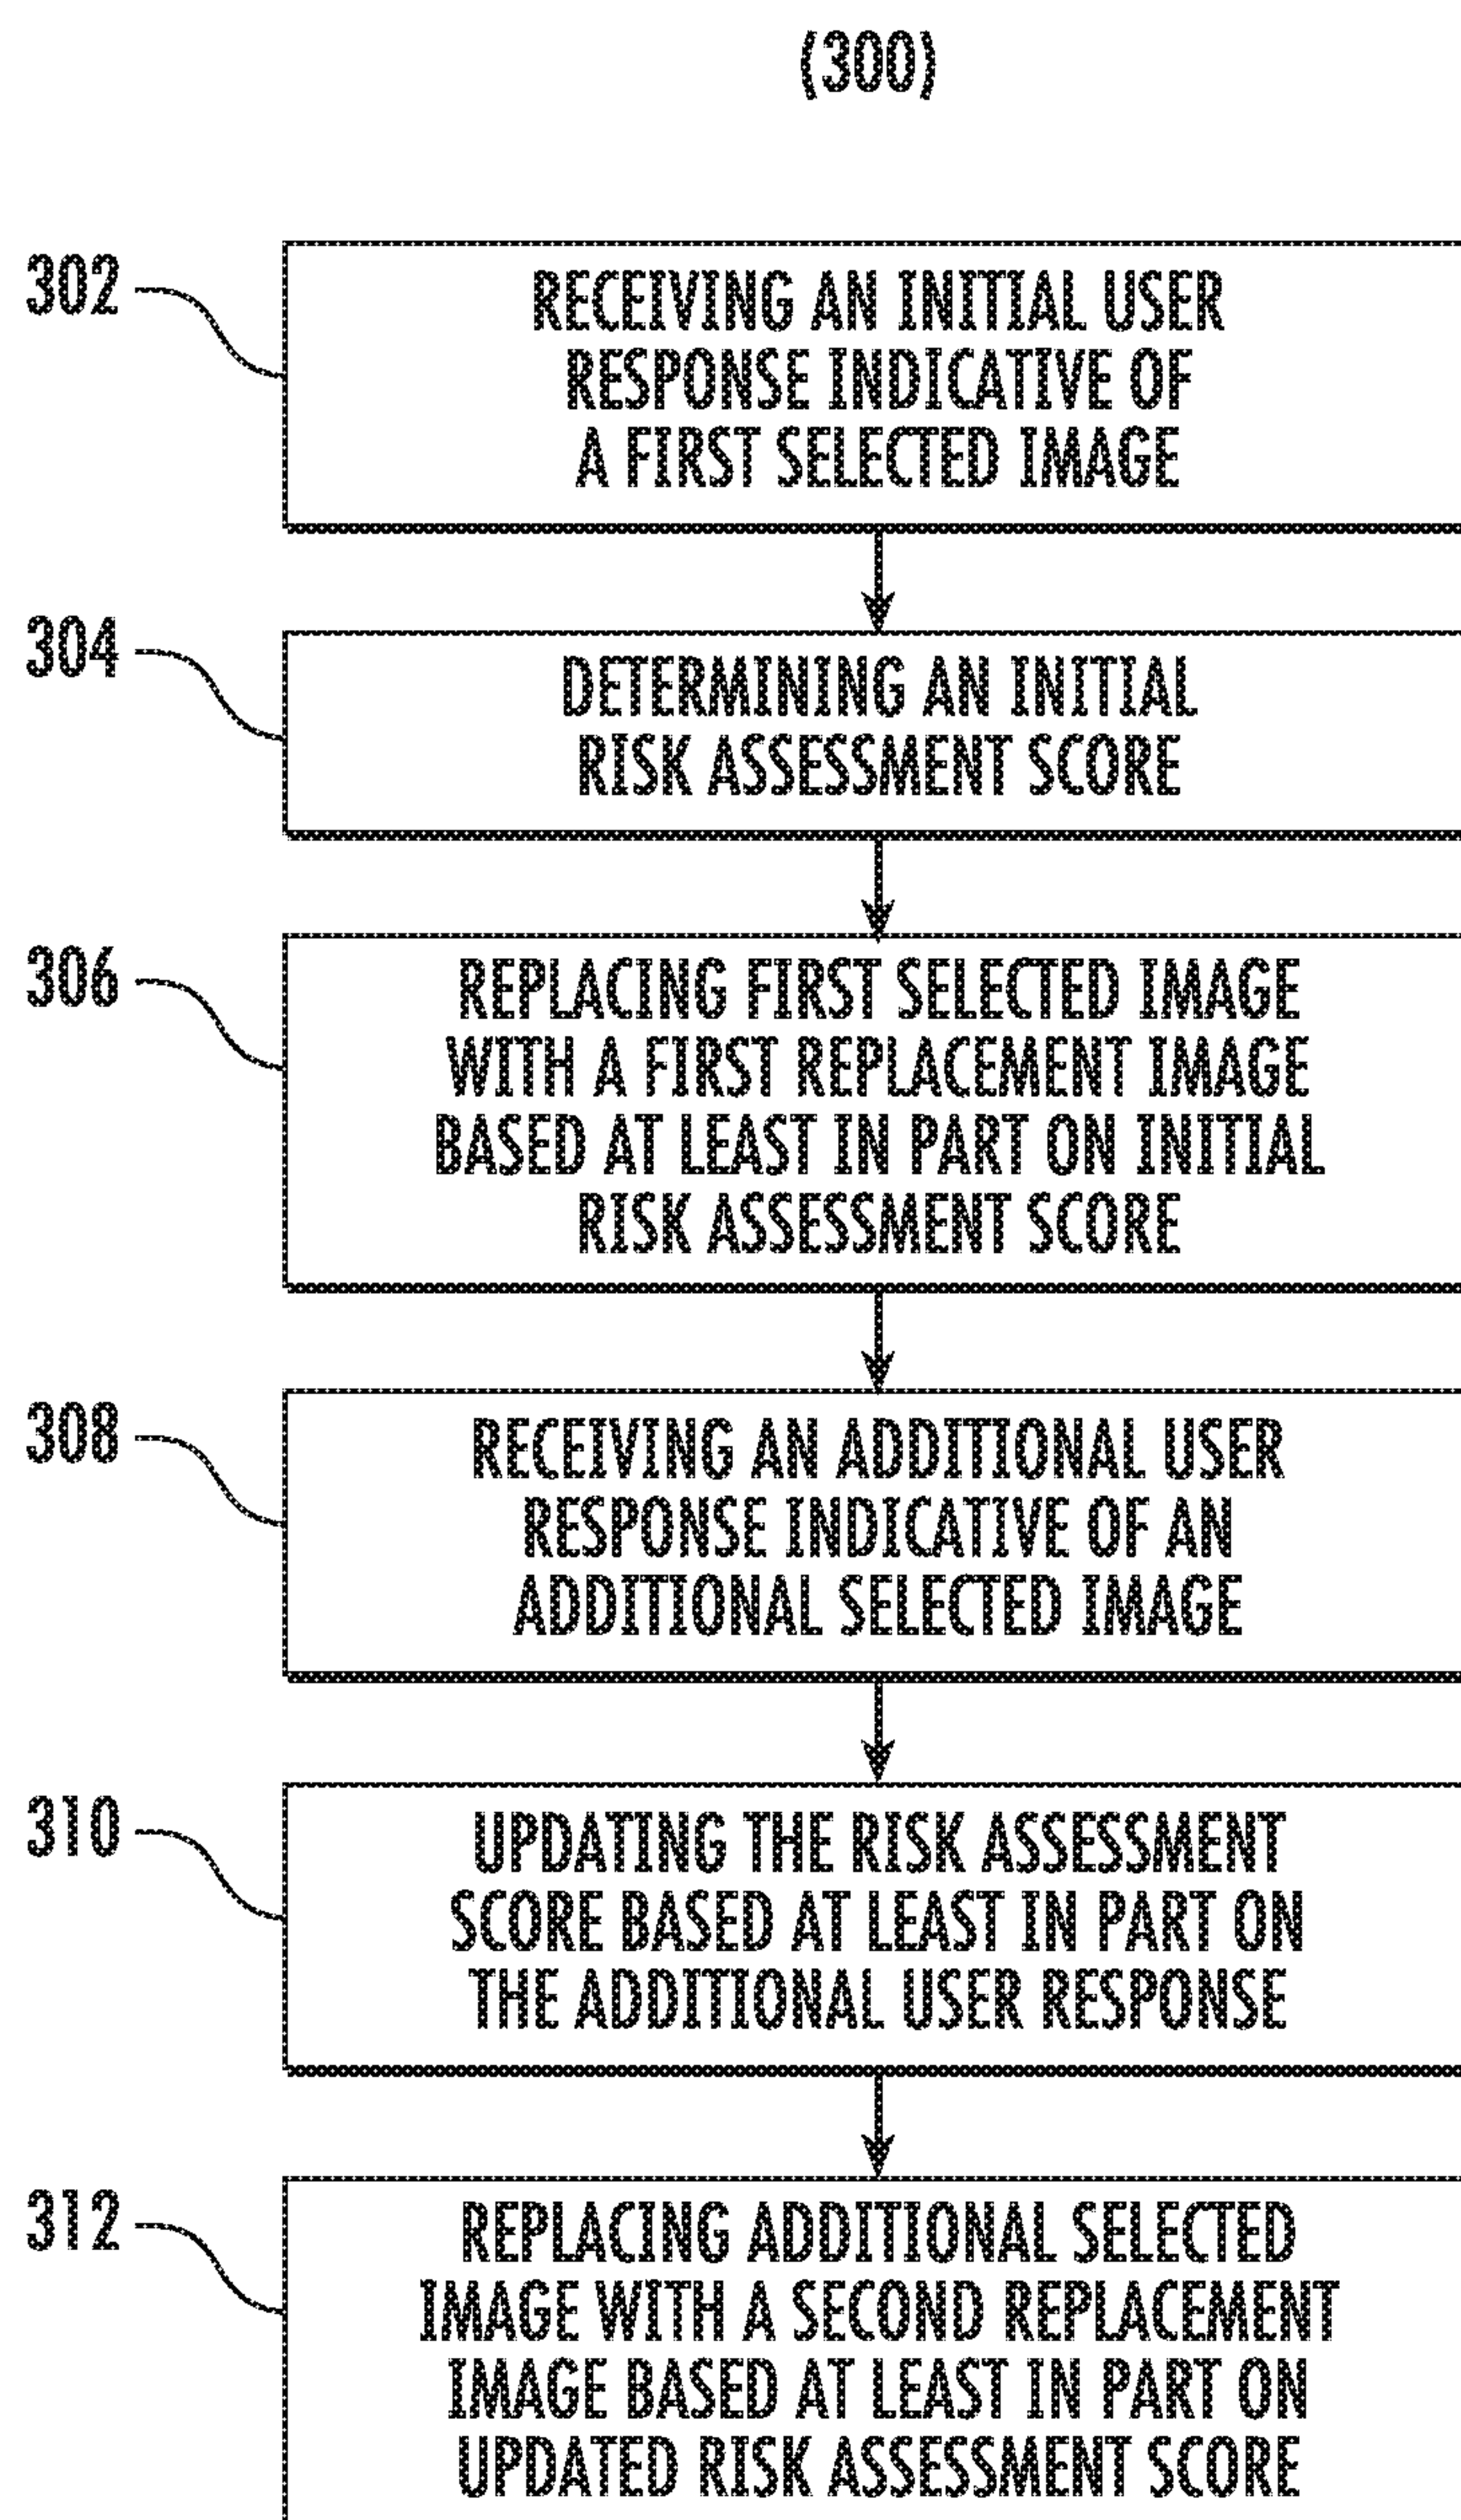 (300)
302
RECEIVING AN INITIAL USER
RESPONSE INDICATIVE OF
A FIRST SELECTED IMAGE
304
DETERMINING AN INITIAL
RISK ASSESSMENT SCORE
306
REPLACING FIRST SELECTED IMAGE
WITH A FIRST REPLACEMENT IMAGE
BASED AT LEAST IN PART ON INITIAL
RISK ASSESSMENT SCORE
308
RECEIVING AN ADDITIONAL USER
RESPONSE INDICATIVE OF AN
ADDITIONAL SELECTED IMAGE
310
UPDATING THE RISK ASSESSMENT
SCORE BASED AT LEAST IN PART ON
THE ADDITIONAL USER RESPONSE
312
REPLACING ADDITIONAL SELECTED
IMAGE WITH A SECOND REPLACEMENT
IMAGE BASED AT LEAST IN PART ON
UPDATED RISK ASSESSMENT SCORE